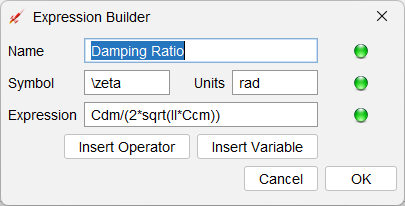 Expression Builder
Name Damping Ratio
Symbol \zeta Units rad
Expression Cdm/(2*sqrt(Il*Ccm))
Insert Operator Insert Variable
Cancel OK